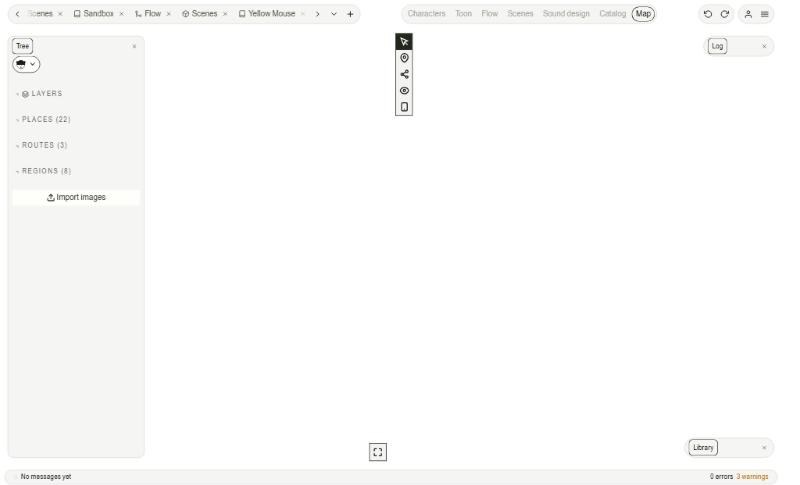 Scenes × Sandbox × Flow × Scenes × Yellow Mouse ×
Characters Toon Flow Scenes Sound design Catalog Map
Tree ×
Log ×
LAYERS
PLACES (22)
ROUTES (3)
REGIONS (8)
Import images
Library ×
No messages yet
0 errors 3 warnings